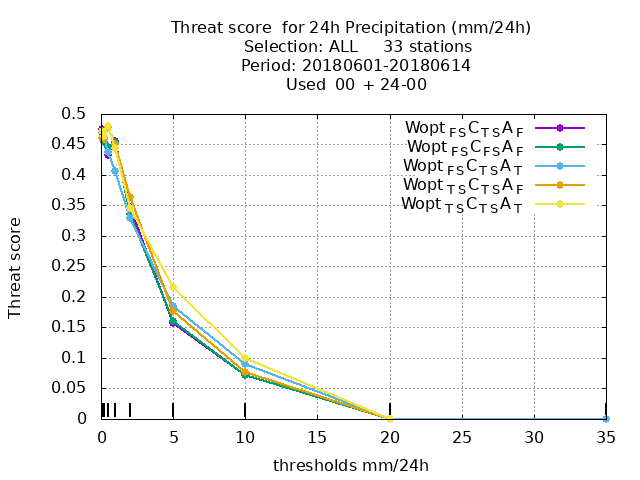 Threat score  for 24h Precipitation (mm/24h)
Selection: ALL     33 stations
Period: 20180601-20180614
Used  00  + 24-00
Threat score
0.5
0.45
0.4
0.35
0.3
0.25
0.2
0.15
0.1
0.05
0
Wopt FS C TS A F
Wopt FS C FS A F
Wopt FS C TS A T
Wopt TS C TS A F
Wopt TS C TS A T
0 5 10 15 20 25 30 35
thresholds mm/24h